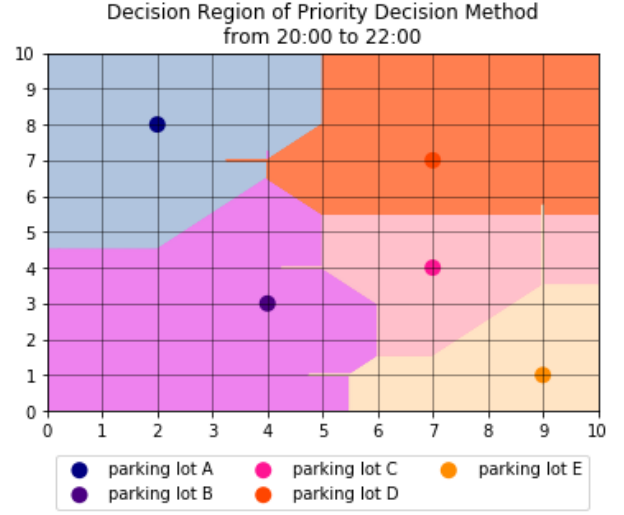 Decision Region of Priority Decision Method
from 20:00 to 22:00
10
9
8
7
6
5
4
3
2
1
0
0 1 2 3 4 5 6 7 8 9 10
parking lot A parking lot C parking lot E
parking lot B parking lot D